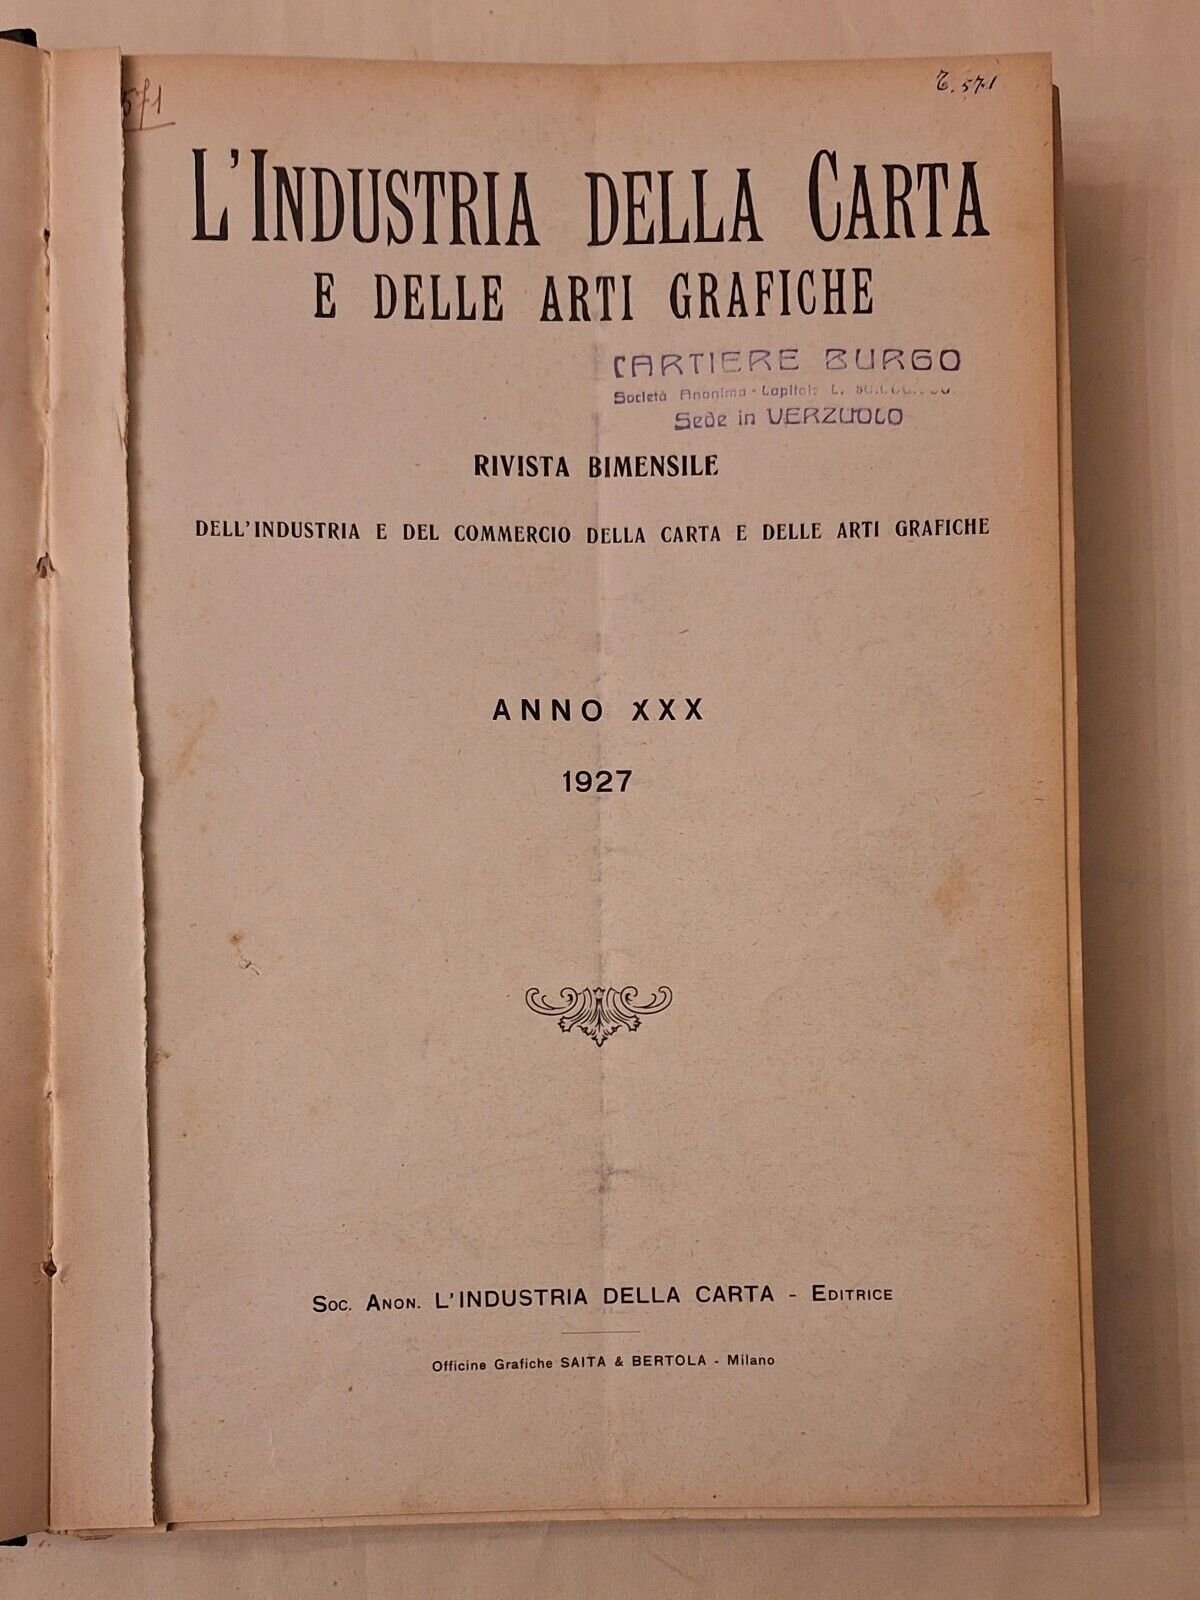 571
T. 571
L'INDUSTRIA DELLA CARTA
E DELLE ARTI GRAFICHE
CARTIERE BURGO
Società Anonima - Capitale L.
Sede in VERZUOLO
RIVISTA BIMENSILE
DELL'INDUSTRIA E DEL COMMERCIO DELLA CARTA E DELLE ARTI GRAFICHE
ANNO XXX
1927
SOC. ANON. L'INDUSTRIA DELLA CARTA - EDITRICE
Officine Grafiche SAITA & BERTOLA - Milano